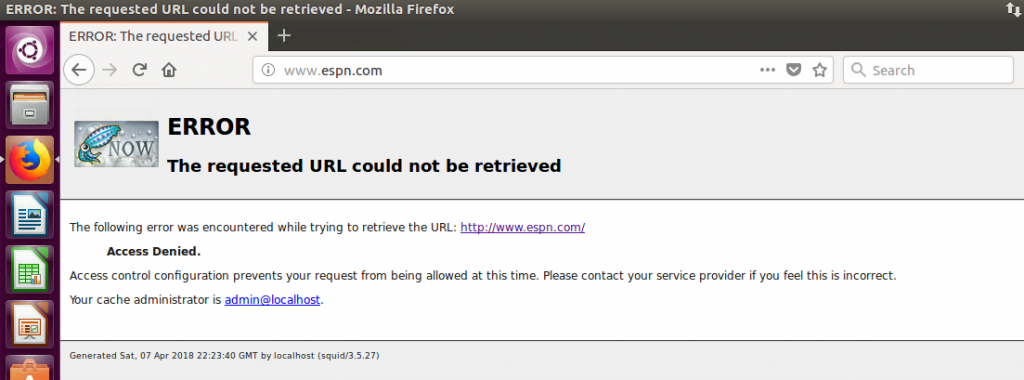 ERROR: The requested URL could not be retrieved - Mozilla Firefox
ERROR: The requested URL
www.espn.com
Search
NOW
ERROR
The requested URL could not be retrieved
The following error was encountered while trying to retrieve the URL: http://www.espn.com/
Access Denied.
Access control configuration prevents your request from being allowed at this time. Please contact your service provider if you feel this is incorrect.
Your cache administrator is admin@localhost.
Generated Sat, 07 Apr 2018 22:23:40 GMT by localhost (squid/3.5.27)